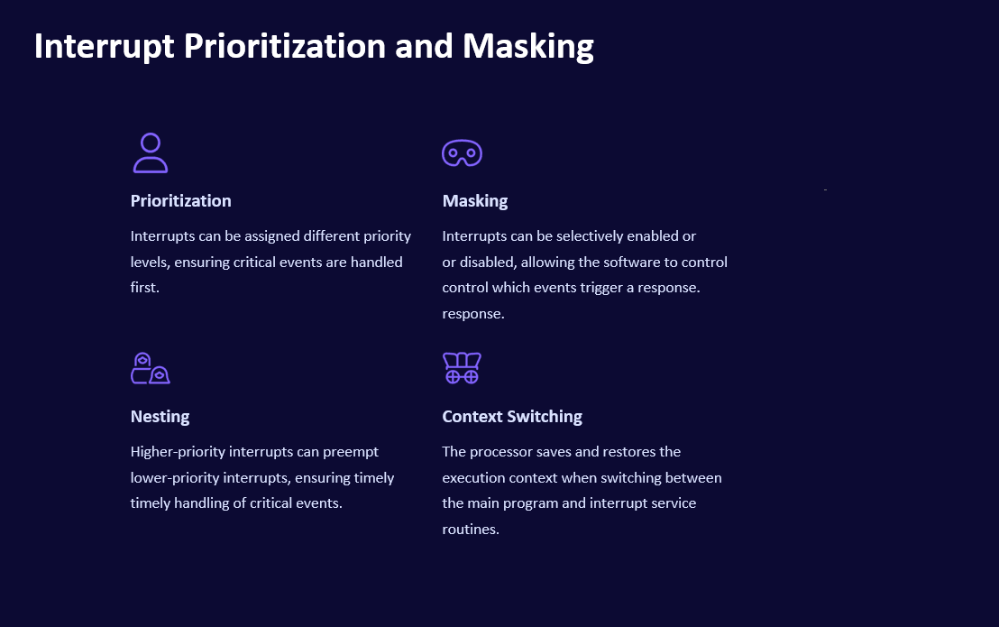 Interrupt Prioritization and Masking
Prioritization
Interrupts can be assigned different priority
levels, ensuring critical events are handled
first.
Masking
Interrupts can be selectively enabled or
or disabled, allowing the software to control
control which events trigger a response.
response.
Nesting
Higher-priority interrupts can preempt
lower-priority interrupts, ensuring timely
timely handling of critical events.
Context Switching
The processor saves and restores the
execution context when switching between
the main program and interrupt service
routines.